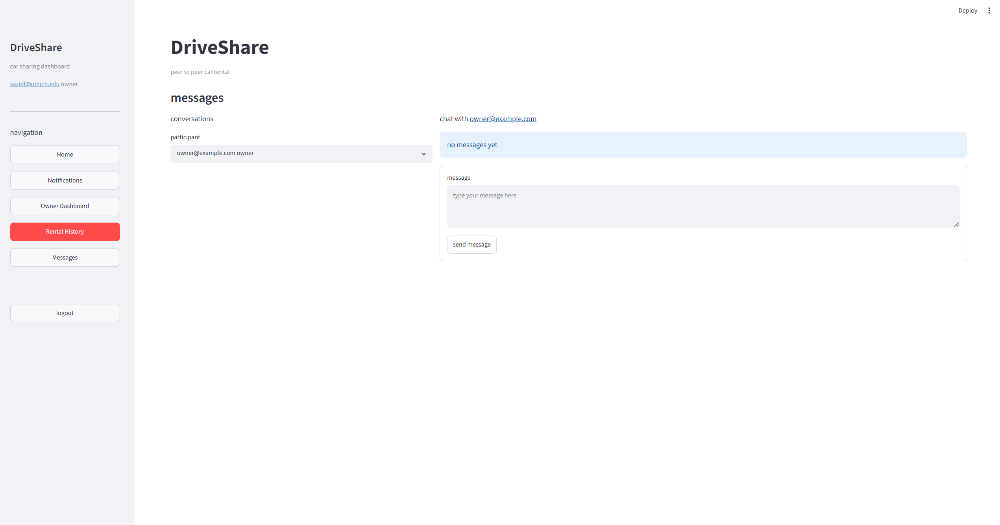 Deploy
DriveShare
car sharing dashboard
sazidl@umich.edu owner
navigation
Home
Notifications
Owner Dashboard
Rental History
Messages
logout
DriveShare
peer to peer car rental
messages
conversations
participant
owner@example.com owner
chat with owner@example.com
no messages yet
message
type your message here
send message